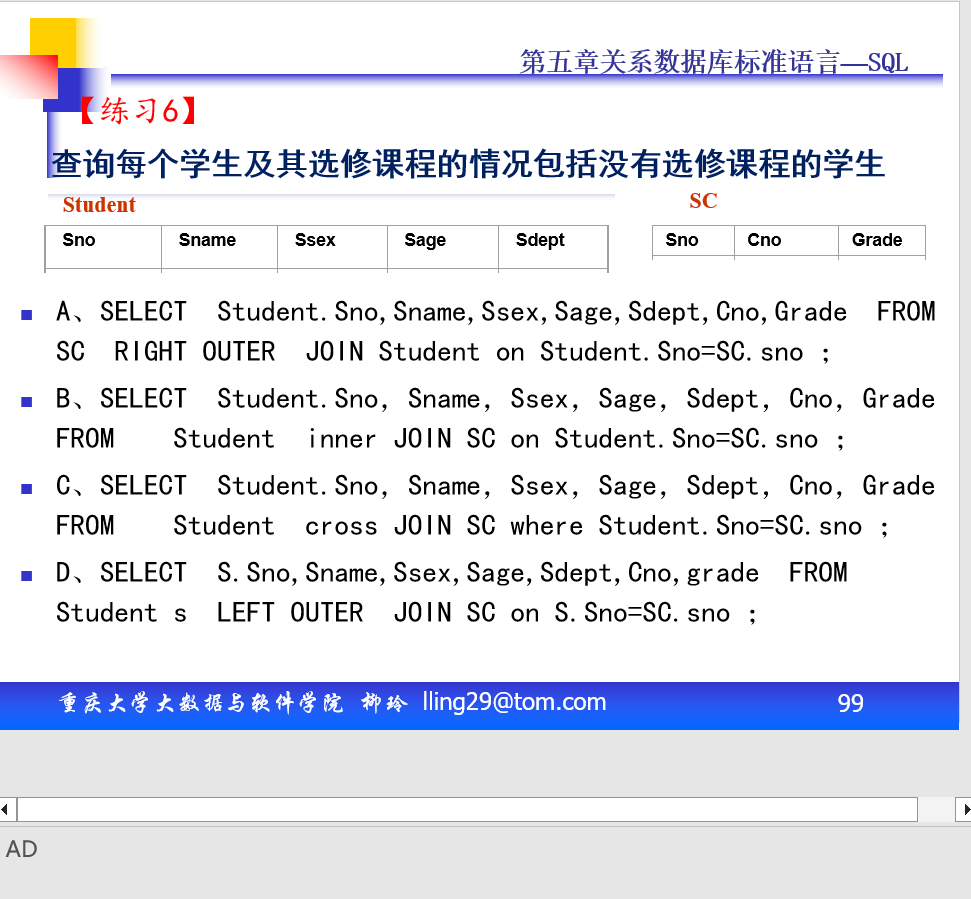 第五章关系数据库标准语言—SQL
【练习6】
查询每个学生及其选修课程的情况包括没有选修课程的学生
Student
SC
Sno Sname Ssex Sage Sdept
Sno Cno Grade
A、SELECT Student.Sno,Sname,Ssex,Sage,Sdept,Cno,Grade FROM
SC RIGHT OUTER JOIN Student on Student.Sno=SC.sno ;
B、SELECT Student.Sno, Sname, Ssex, Sage, Sdept, Cno, Grade
FROM Student inner JOIN SC on Student.Sno=SC.sno ;
C、SELECT Student.Sno, Sname, Ssex, Sage, Sdept, Cno, Grade
FROM Student cross JOIN SC where Student.Sno=SC.sno ;
D、SELECT S.Sno,Sname,Ssex,Sage,Sdept,Cno,grade FROM
Student s LEFT OUTER JOIN SC on S.Sno=SC.sno ;
重庆大学大数据与软件学院 柳玲 lling29@tom.com
99
AD